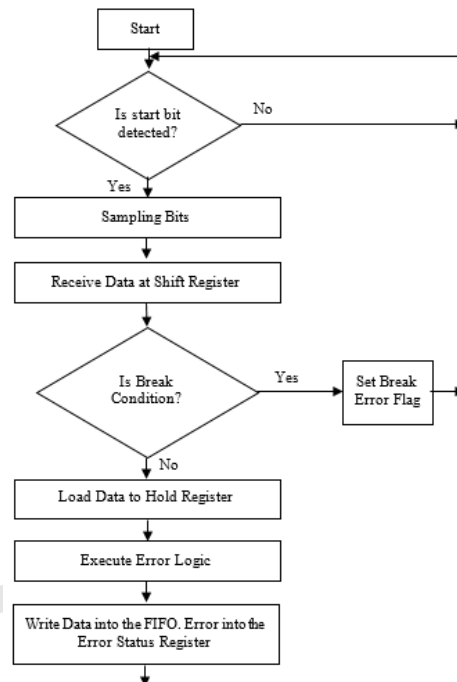 Start
Is start bit
detected?
No
Yes
Sampling Bits
Receive Data at Shift Register
Is Break
Condition?
Yes
Set Break
Error Flag
No
Load Data to Hold Register
Execute Error Logic
Write Data into the FIFO. Error into the
Error Status Register